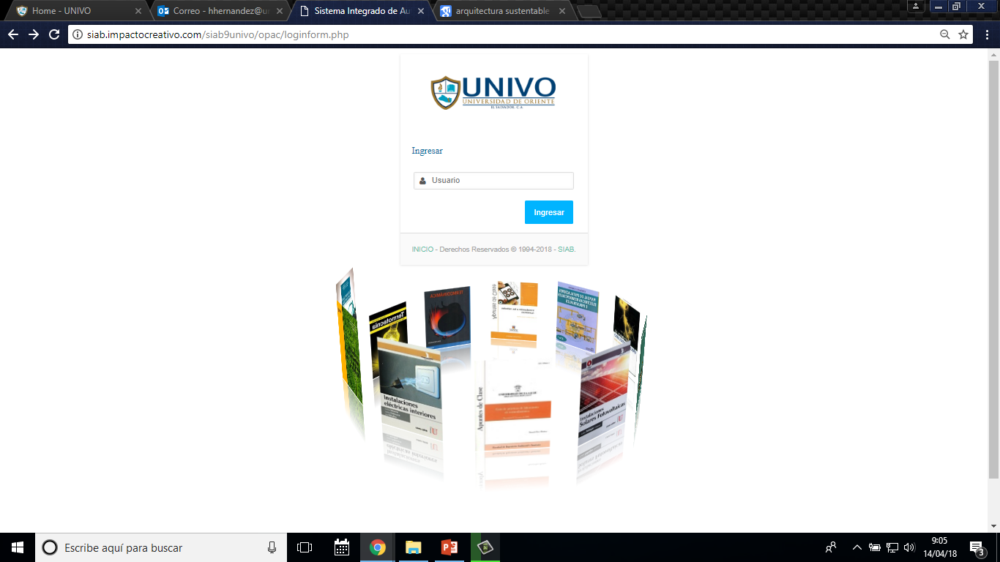 Home - UNIVO
Correo - hhernandez@u
Sistema Integrado de Au
arquitectura sustentable
siab.impactocreativo.com/siab9univo/opac/loginform.php
UNIVO
UNIVERSIDAD DE ORIENTE
EL SALVADOR, C.A.
Ingresar
Usuario
Ingresar
INICIO - Derechos Reservados © 1994-2018 - SIAB.
TERMODINÁMICA
Termotecnia
Instalaciones
eléctricas interiores
Apuntes de Clase
Instalaciones
Solares Fotovoltaicas
Escribe aquí para buscar
9:05
14/04/18
3